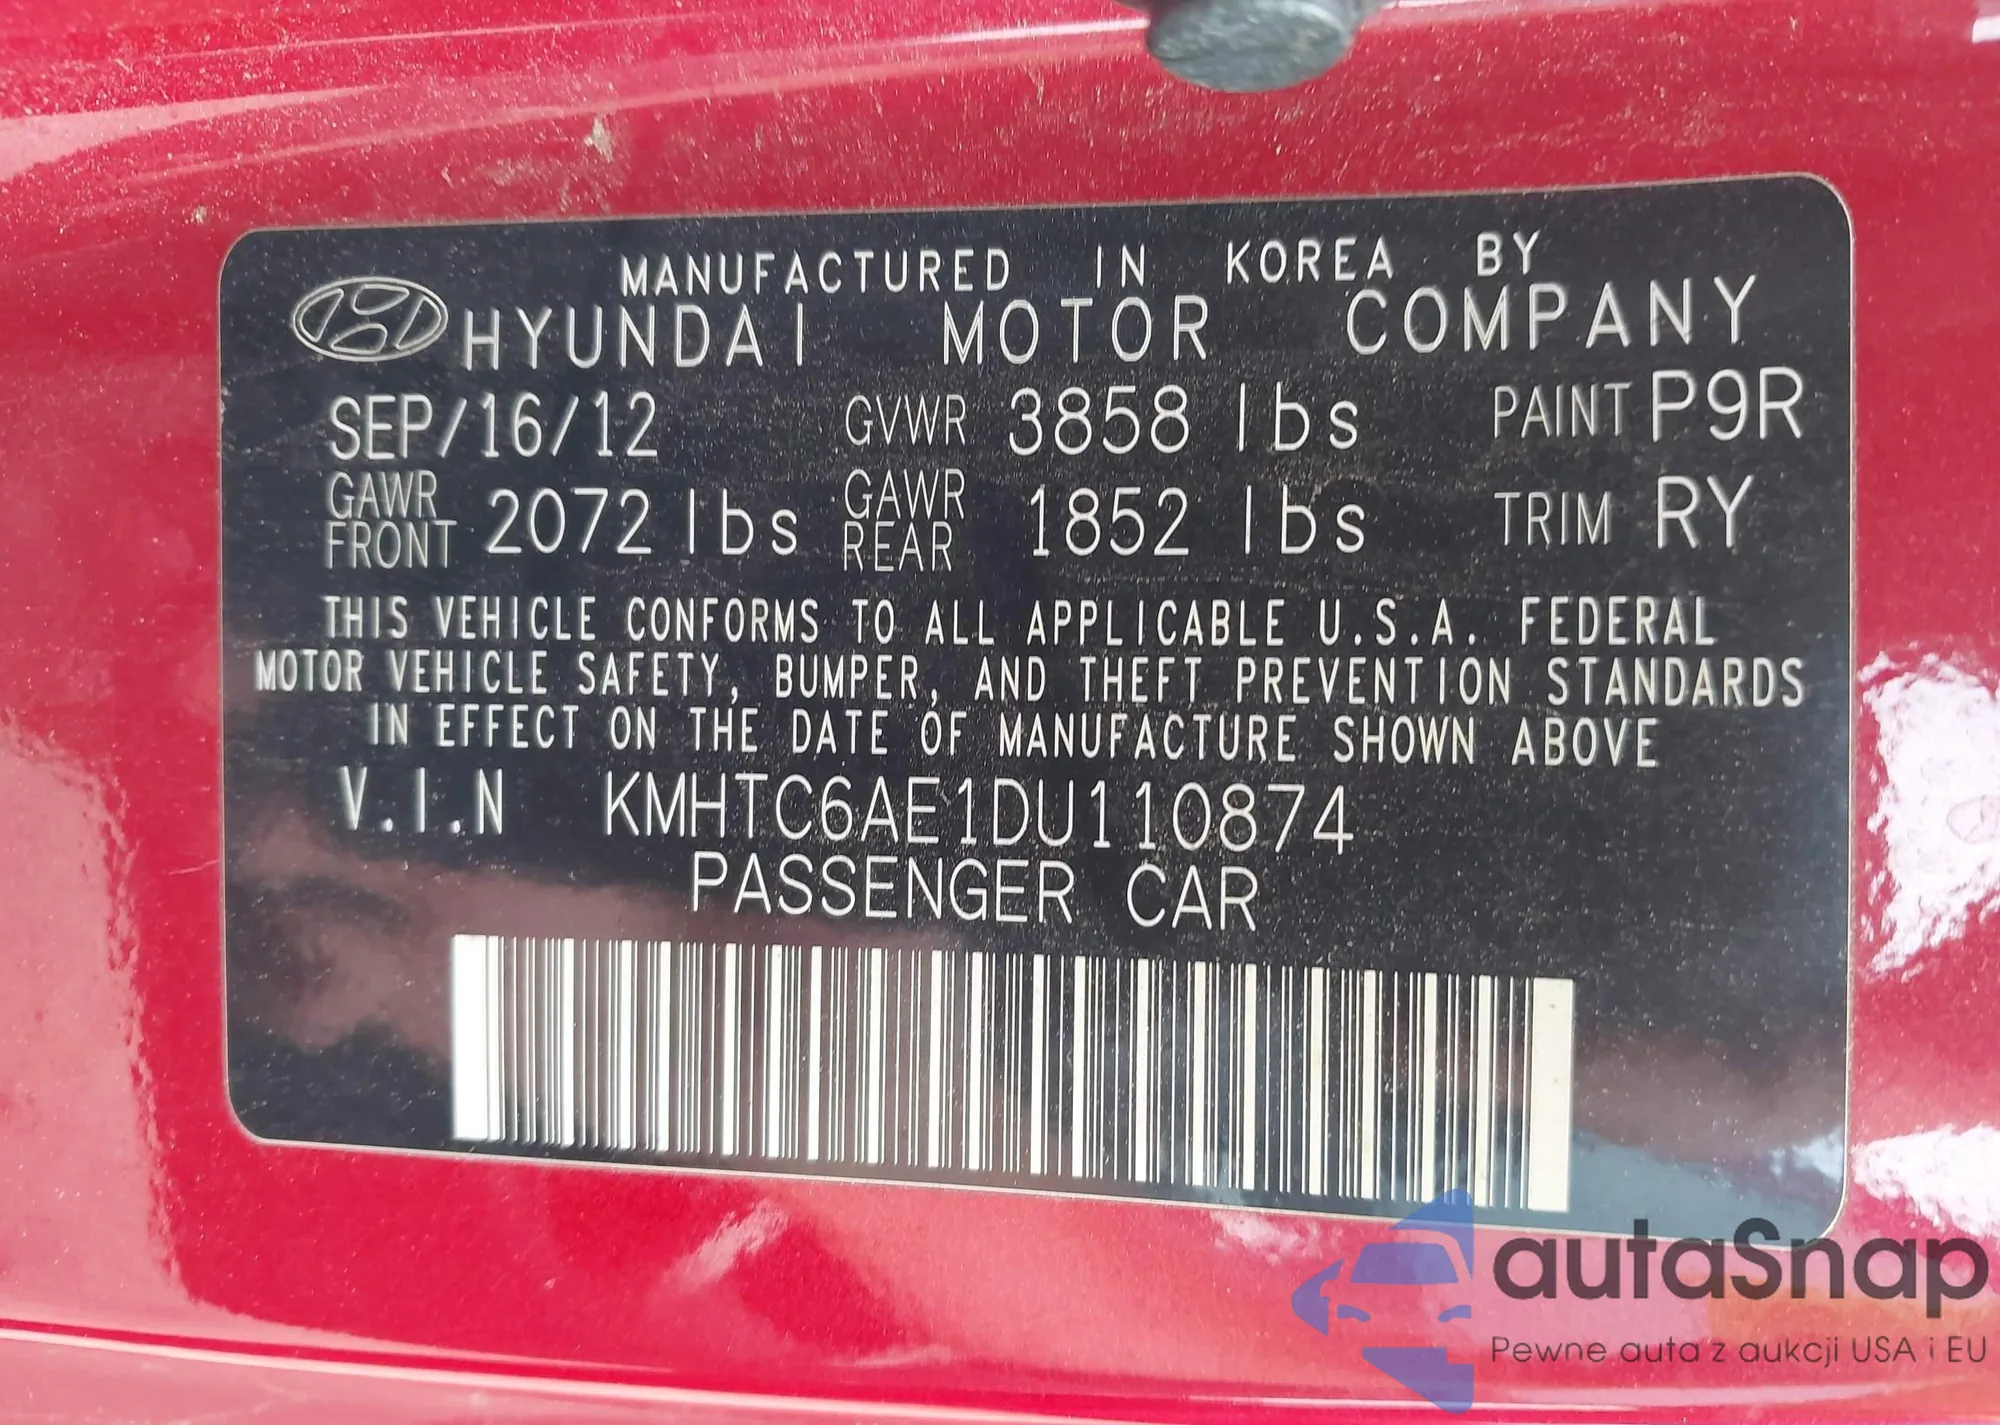 MANUFACTURED IN KOREA BY
HYUNDAI MOTOR COMPANY
SEP/16/12 GVWR 3858 lbs PAINT P9R
GAWR FRONT 2072 lbs GAWR REAR 1852 lbs TRIM RY
THIS VEHICLE CONFORMS TO ALL APPLICABLE U.S.A. FEDERAL
MOTOR VEHICLE SAFETY, BUMPER, AND THEFT PREVENTION STANDARDS
IN EFFECT ON THE DATE OF MANUFACTURE SHOWN ABOVE
V.I.N KMHTC6AE1DU110874
PASSENGER CAR
autaSnap
Pewne auta z aukcji USA i EU